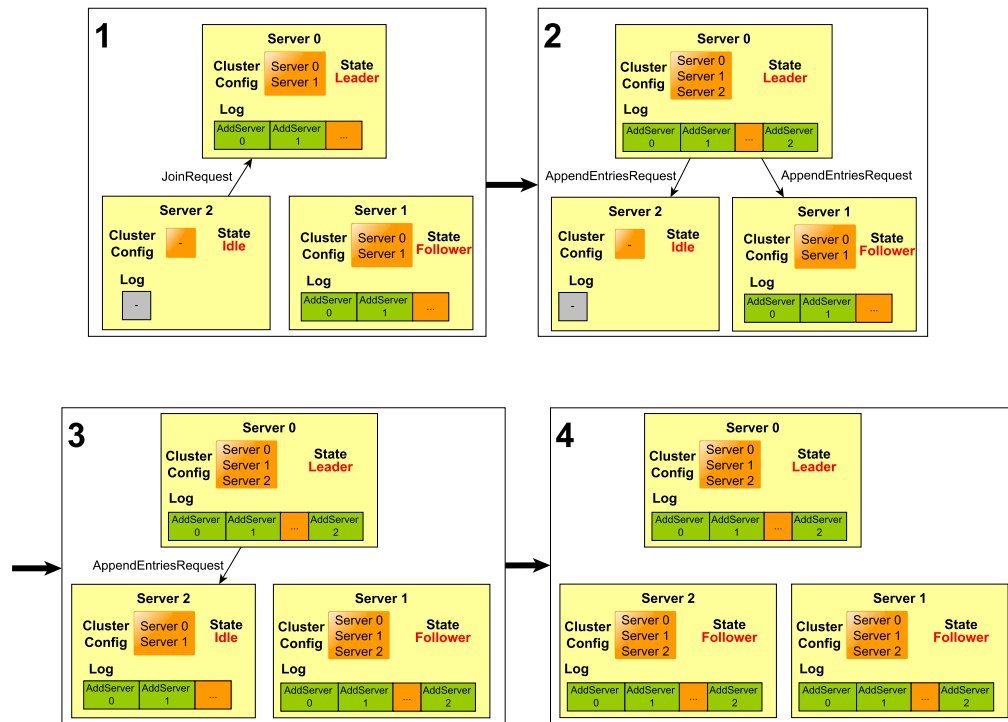 1
Server 0
Cluster
Config
Server 0
Server 1
State
Leader
Log
AddServer
0
AddServer
1
...
JoinRequest
Server 2
Cluster
Config
-
State
Idle
Log
-
Server 1
Cluster
Config
Server 0
Server 1
State
Follower
Log
AddServer
0
AddServer
1
...
2
Server 0
Cluster
Config
Server 0
Server 1
Server 2
State
Leader
Log
AddServer
0
AddServer
1
...
AddServer
2
AppendEntriesRequest
AppendEntriesRequest
Server 2
Cluster
Config
-
State
Idle
Log
-
Server 1
Cluster
Config
Server 0
Server 1
State
Follower
Log
AddServer
0
AddServer
1
...
3
Server 0
Cluster
Config
Server 0
Server 1
Server 2
State
Leader
Log
AddServer
0
AddServer
1
...
AddServer
2
AppendEntriesRequest
Server 2
Cluster
Config
Server 0
Server 1
State
Idle
Log
AddServer
0
AddServer
1
...
Server 1
Cluster
Config
Server 0
Server 1
Server 2
State
Follower
Log
AddServer
0
AddServer
1
...
AddServer
2
4
Server 0
Cluster
Config
Server 0
Server 1
Server 2
State
Leader
Log
AddServer
0
AddServer
1
...
AddServer
2
Server 2
Cluster
Config
Server 0
Server 1
Server 2
State
Follower
Log
AddServer
0
AddServer
1
...
AddServer
2
Server 1
Cluster
Config
Server 0
Server 1
Server 2
State
Follower
Log
AddServer
0
AddServer
1
...
AddServer
2